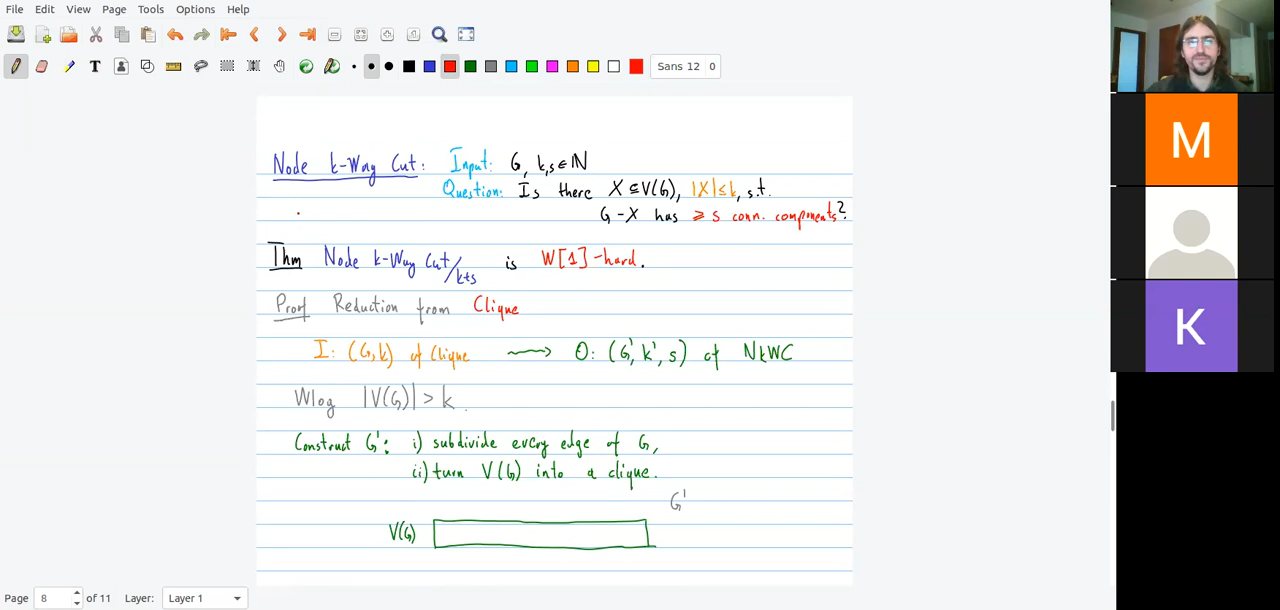 File Edit View Page Tools Options Help
T Sans 12 0
Node k-Way Cut: Input: G, k,s ∈ ℕ
Question: Is there X ⊆ V(G), |X| ≤ k, s.t.
G - X has ≥ s conn. components?
Thm Node k-Way Cut/k+s is W[1]-hard.
Proof Reduction from Clique
I: (G,k) of Clique ⟿ O: (G', k', s) of NkWC
Wlog |V(G)| > k.
Construct G': i) subdivide every edge of G,
ii) turn V(G) into a clique.
G'
V(G)
Page 8 of 11 Layer: Layer 1
M
K